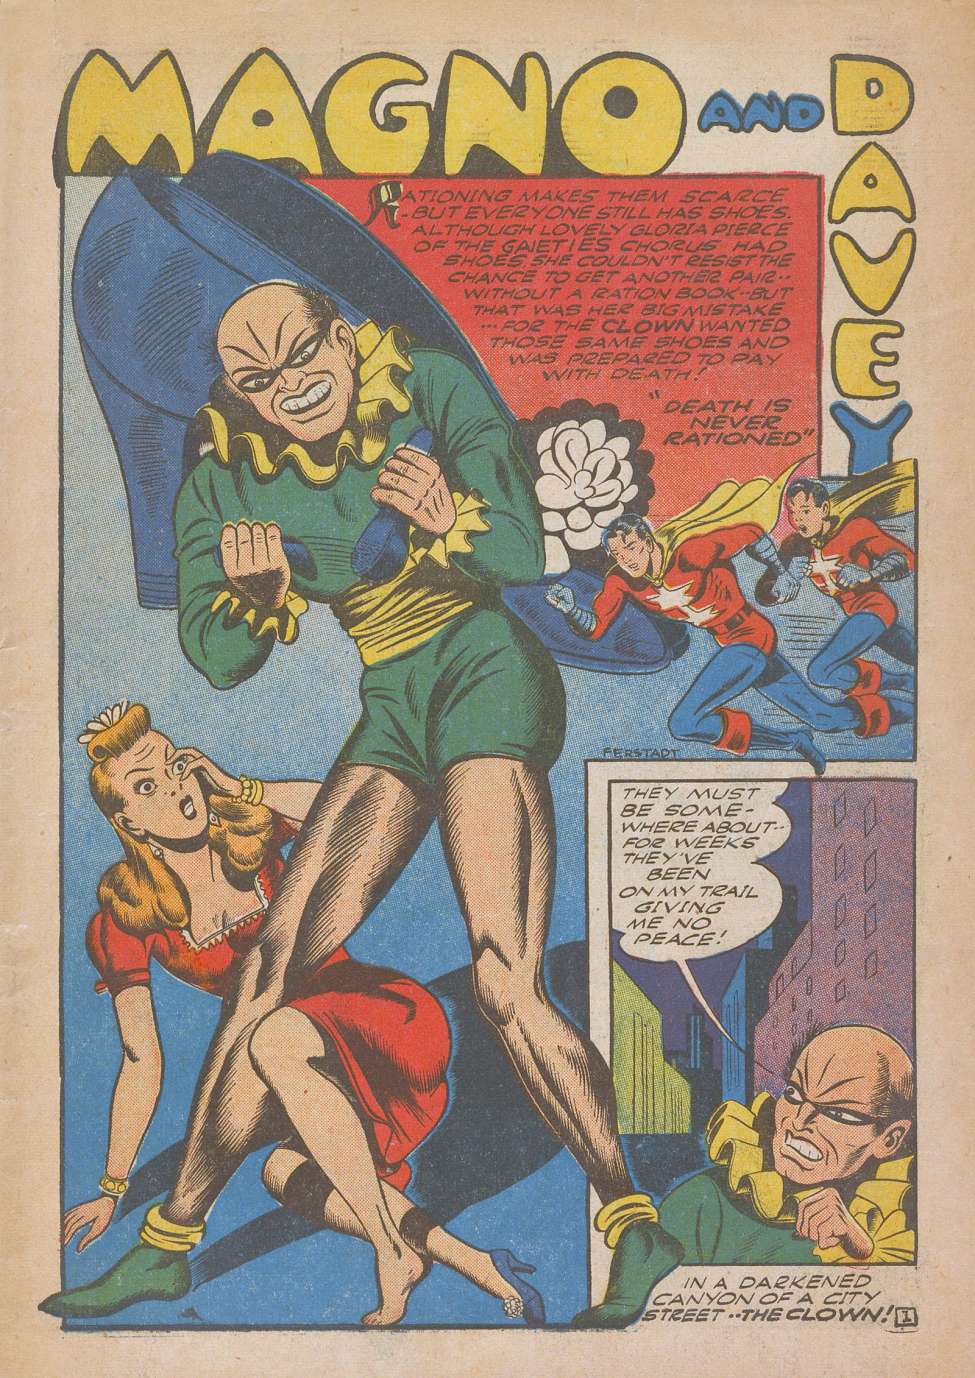 MAGNO AND DAVEY
RATIONING MAKES THEM SCARCE
-BUT EVERYONE STILL HAS SHOES.
ALTHOUGH LOVELY GLORIA PIERCE
OF THE GAIETIES CHORUS HAD
SHOES SHE COULDN'T RESIST THE
CHANCE TO GET ANOTHER PAIR--
WITHOUT A RATION BOOK--BUT
THAT WAS HER BIG MISTAKE
--FOR THE CLOWN WANTED
THOSE SAME SHOES AND
WAS PREPARED TO PAY
WITH DEATH!
"DEATH IS
NEVER
RATIONED"
FERSTADT
THEY MUST
BE SOME-
WHERE ABOUT--
FOR WEEKS
THEY'VE
BEEN
ON MY TRAIL
GIVING
ME NO
PEACE!
IN A DARKENED
CANYON OF A CITY
STREET--THE CLOWN!
1